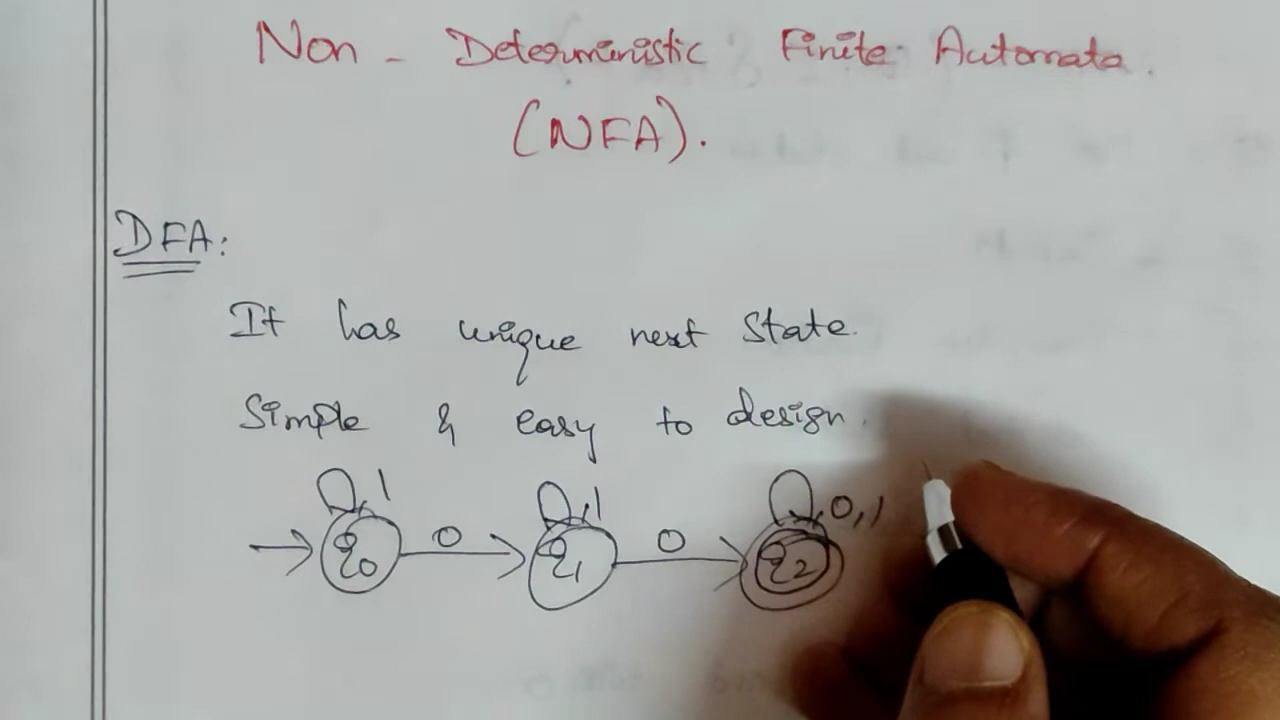 Non - Deterministic Finite Automata.
(NFA).
DFA:
It has unique next state.
Simple & easy to design.
1 1 0,1
0 0
q0 q1 q2